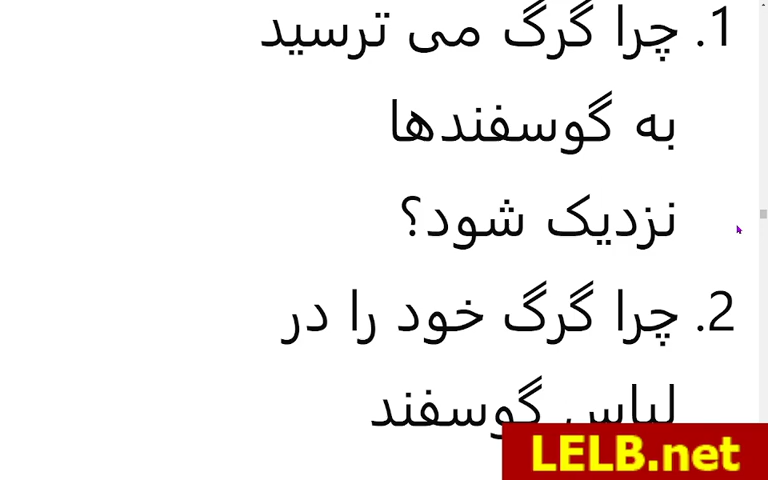 1. چرا گرگ می ترسید
به گوسفندها
نزدیک شود؟
2. چرا گرگ خود را در
لباس گوسفند
LELB.net